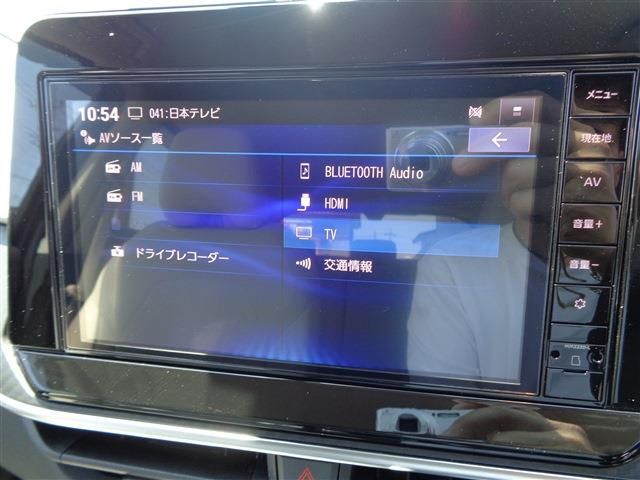 10:54 041:日本テレビ
AVソース一覧
AM
FM
ドライブレコーダー
BLUETOOTH Audio
HDMI
TV
交通情報
メニュー
現在地
AV
音量+
音量−